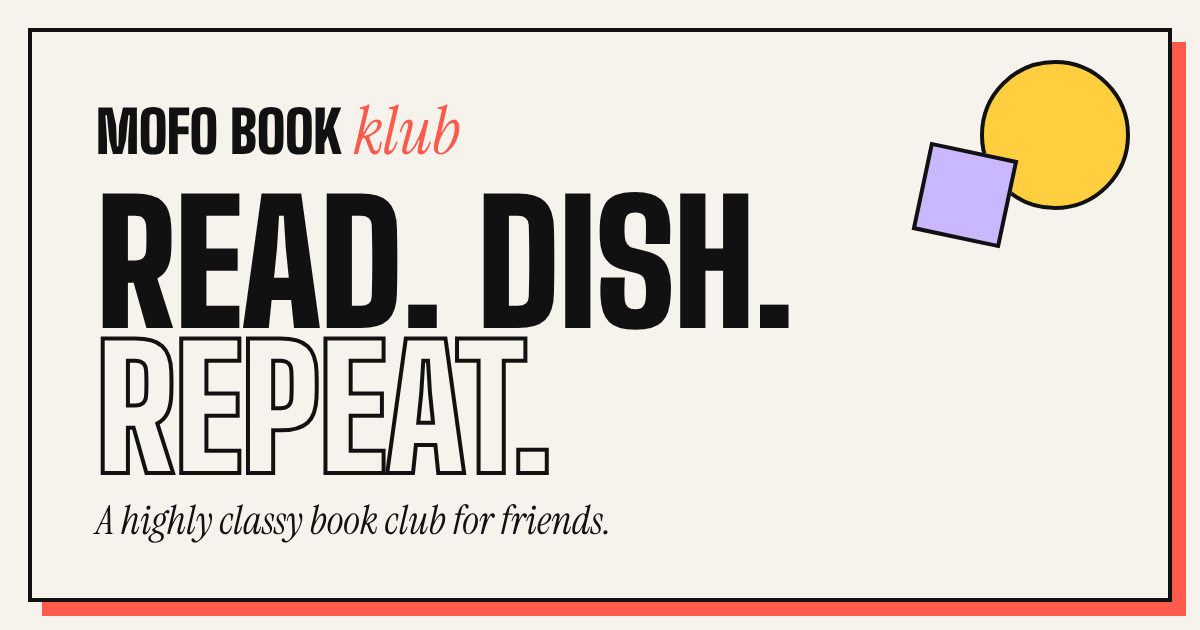 MOFO BOOK klub
READ. DISH.
REPEAT.
A highly classy book club for friends.